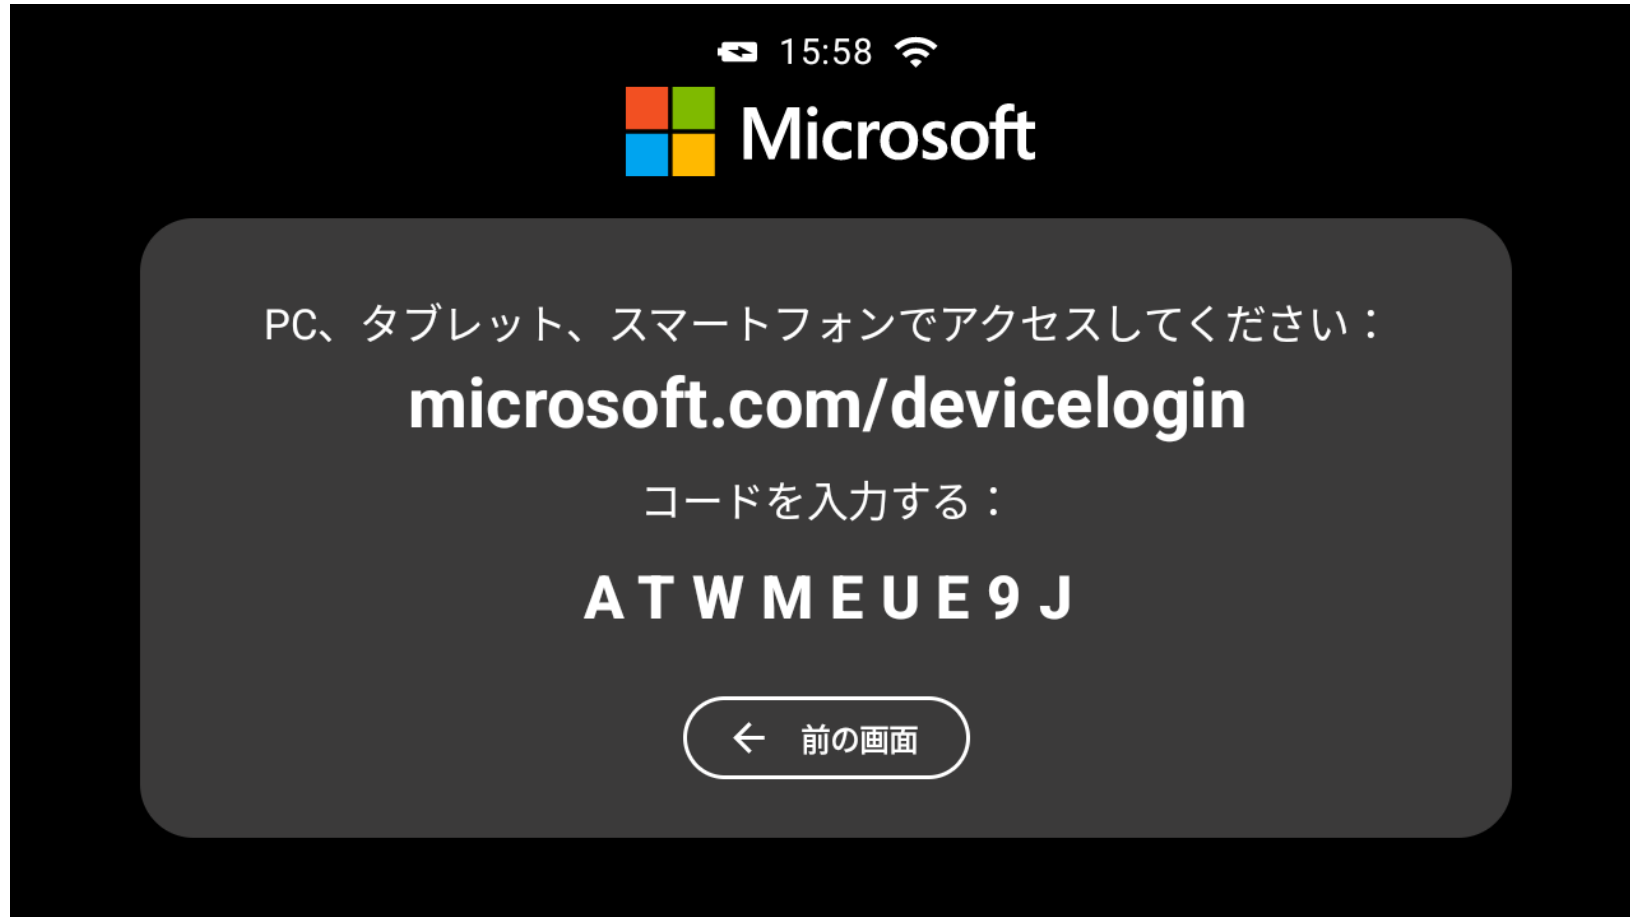 15:58
Microsoft
PC、タブレット、スマートフォンでアクセスしてください：
microsoft.com/devicelogin
コードを入力する：
ATWMEUE9J
← 前の画面